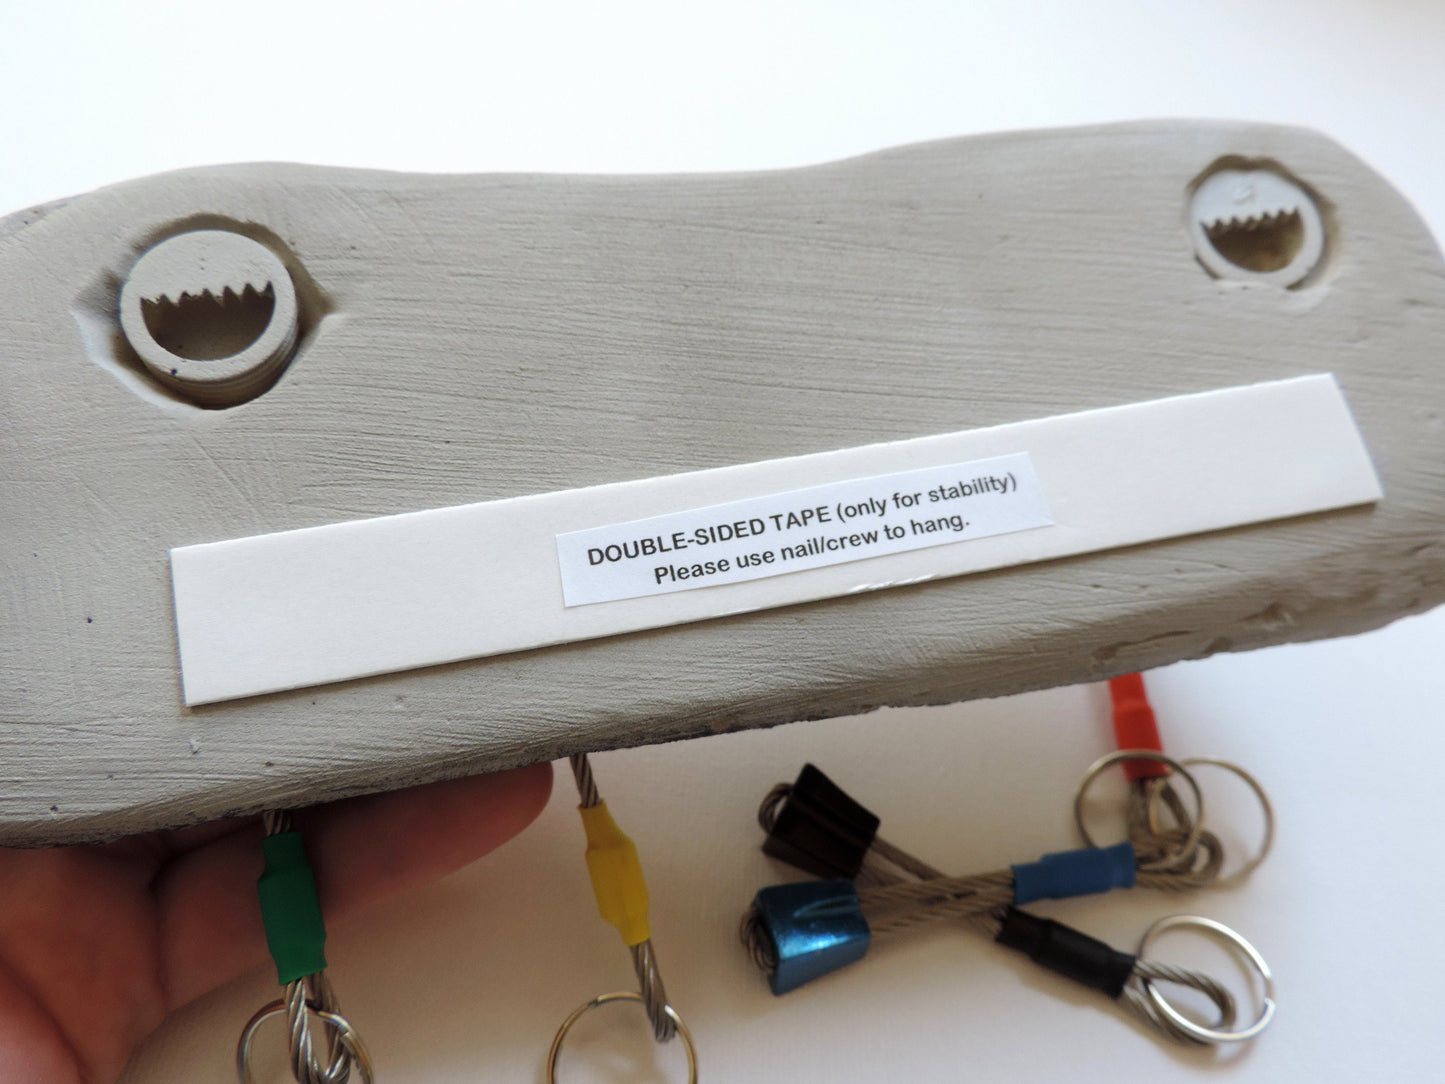 DOUBLE-SIDED TAPE (only for stability)
Please use nail/crew to hang.